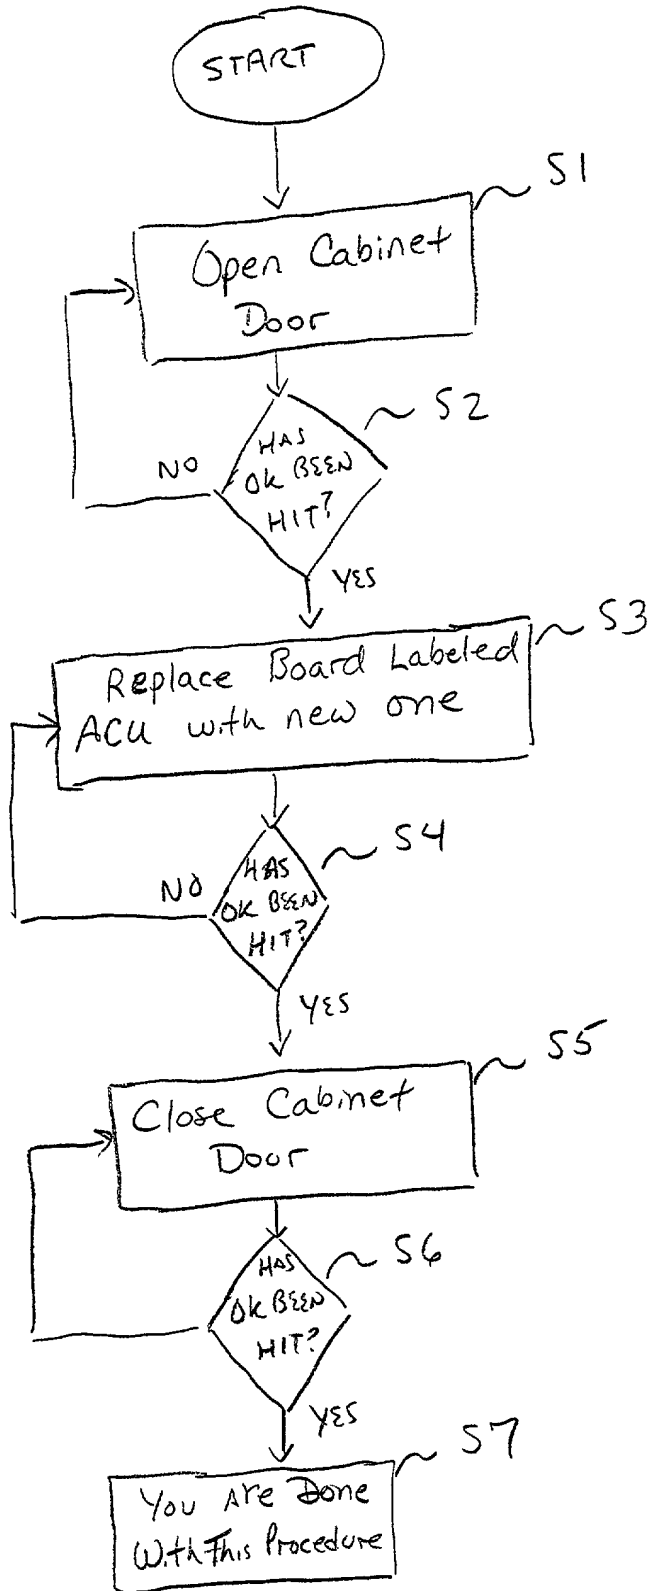 START
S1
Open Cabinet
Door
S2
HAS
OK BEEN
HIT?
NO
YES
S3
Replace Board Labeled
ACU with new one
S4
HAS
OK BEEN
HIT?
NO
YES
S5
Close Cabinet
Door
S6
HAS
OK BEEN
HIT?
YES
S7
You Are Done
With This Procedure